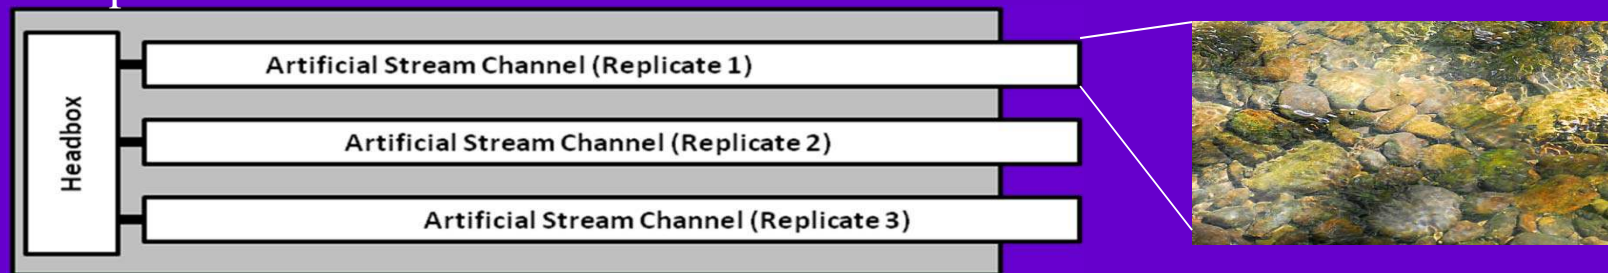 Headbox
Artificial Stream Channel (Replicate 1)
Artificial Stream Channel (Replicate 2)
Artificial Stream Channel (Replicate 3)